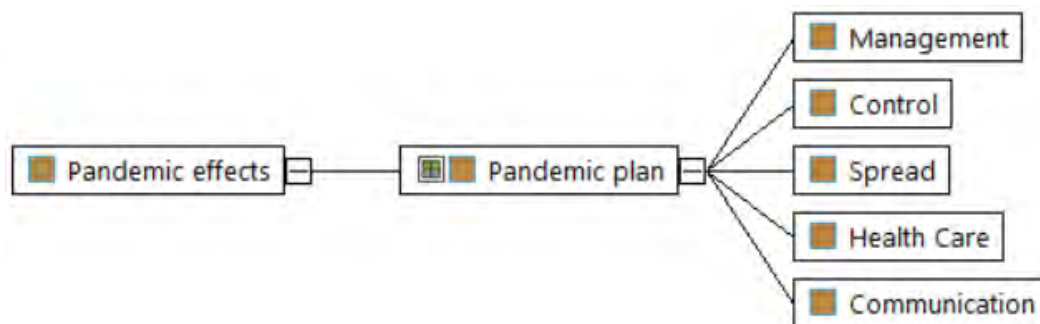 Management
Control
Pandemic effects
Pandemic plan
Spread
Health Care
Communication